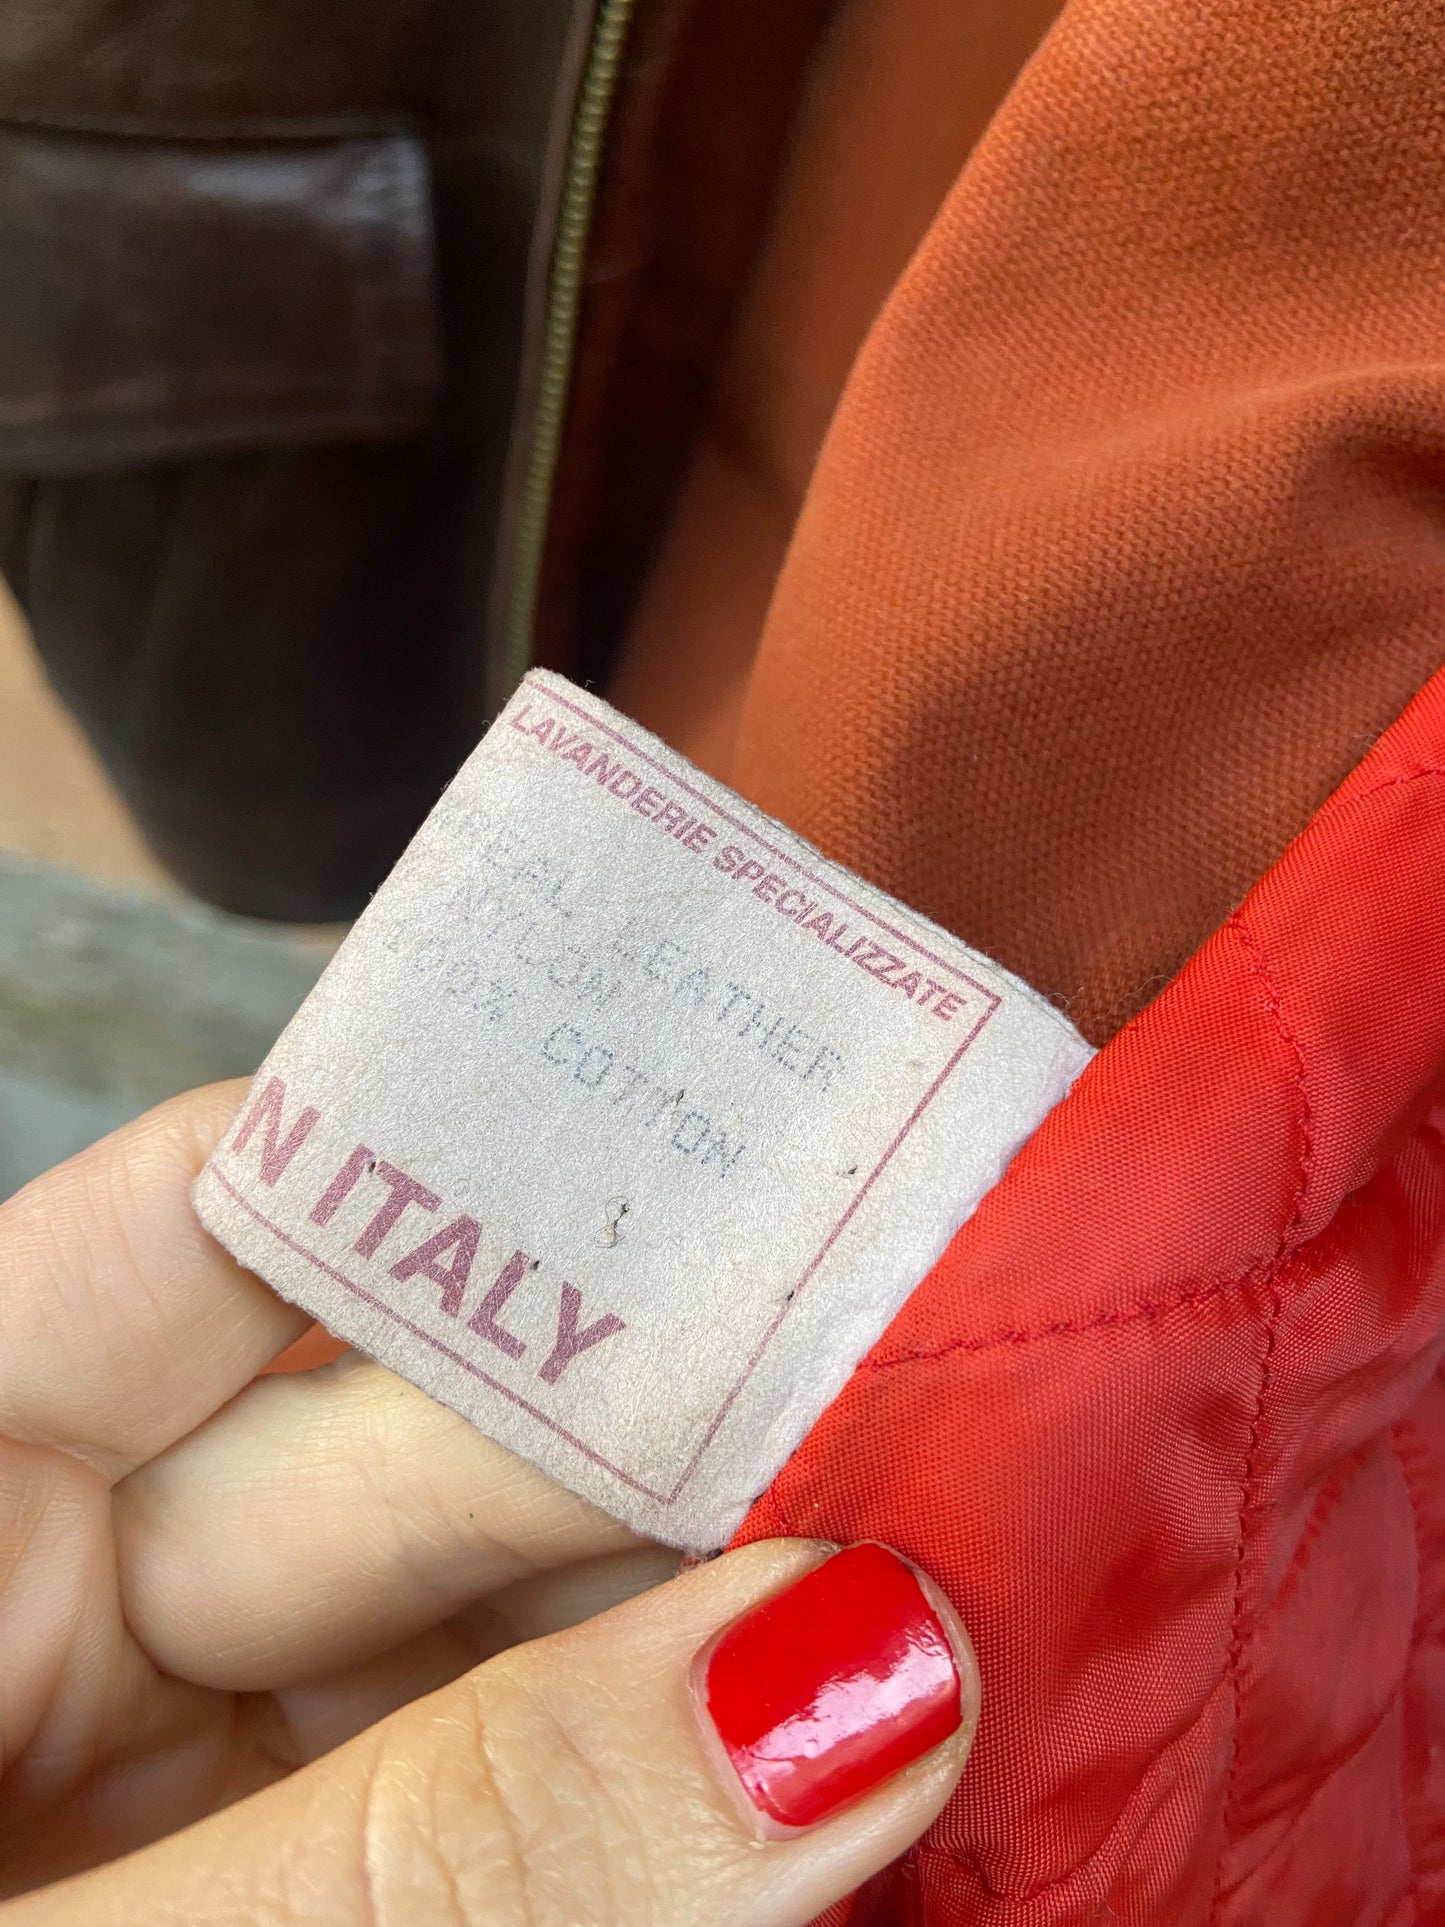 LAVANDERIE SPECIALIZZATE
REAL LEATHER
NYLON
100% COTTON
N ITALY